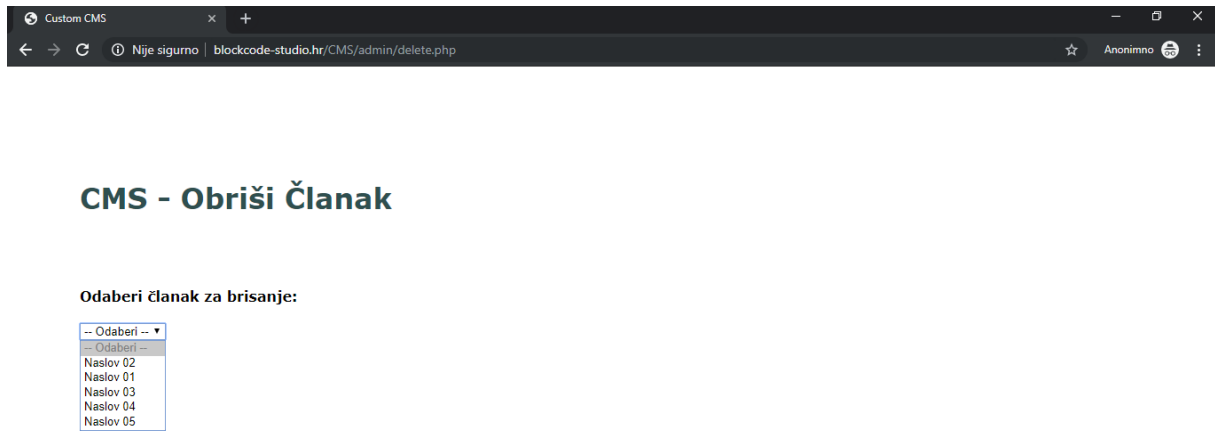 Custom CMS
Nije sigurno | blockcode-studio.hr/CMS/admin/delete.php
Anonimno
CMS - Obriši Članak
Odaberi članak za brisanje:
-- Odaberi --
-- Odaberi --
Naslov 02
Naslov 01
Naslov 03
Naslov 04
Naslov 05